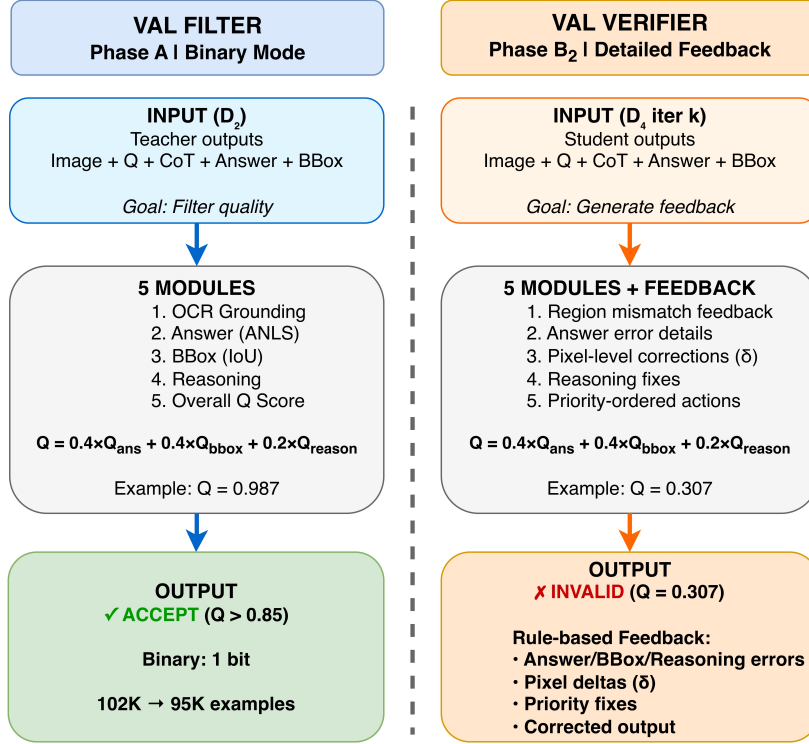 VAL FILTER
Phase A | Binary Mode
INPUT (D₂)
Teacher outputs
Image + Q + CoT + Answer + BBox
Goal: Filter quality
5 MODULES
1. OCR Grounding
2. Answer (ANLS)
3. BBox (IoU)
4. Reasoning
5. Overall Q Score
Q = 0.4×Qans + 0.4×Qbbox + 0.2×Qreason
Example: Q = 0.987
OUTPUT
✓ ACCEPT (Q > 0.85)
Binary: 1 bit
102K → 95K examples
VAL VERIFIER
Phase B₂ | Detailed Feedback
INPUT (D₄ iter k)
Student outputs
Image + Q + CoT + Answer + BBox
Goal: Generate feedback
5 MODULES + FEEDBACK
1. Region mismatch feedback
2. Answer error details
3. Pixel-level corrections (δ)
4. Reasoning fixes
5. Priority-ordered actions
Q = 0.4×Qans + 0.4×Qbbox + 0.2×Qreason
Example: Q = 0.307
OUTPUT
✗ INVALID (Q = 0.307)
Rule-based Feedback:
• Answer/BBox/Reasoning errors
• Pixel deltas (δ)
• Priority fixes
• Corrected output